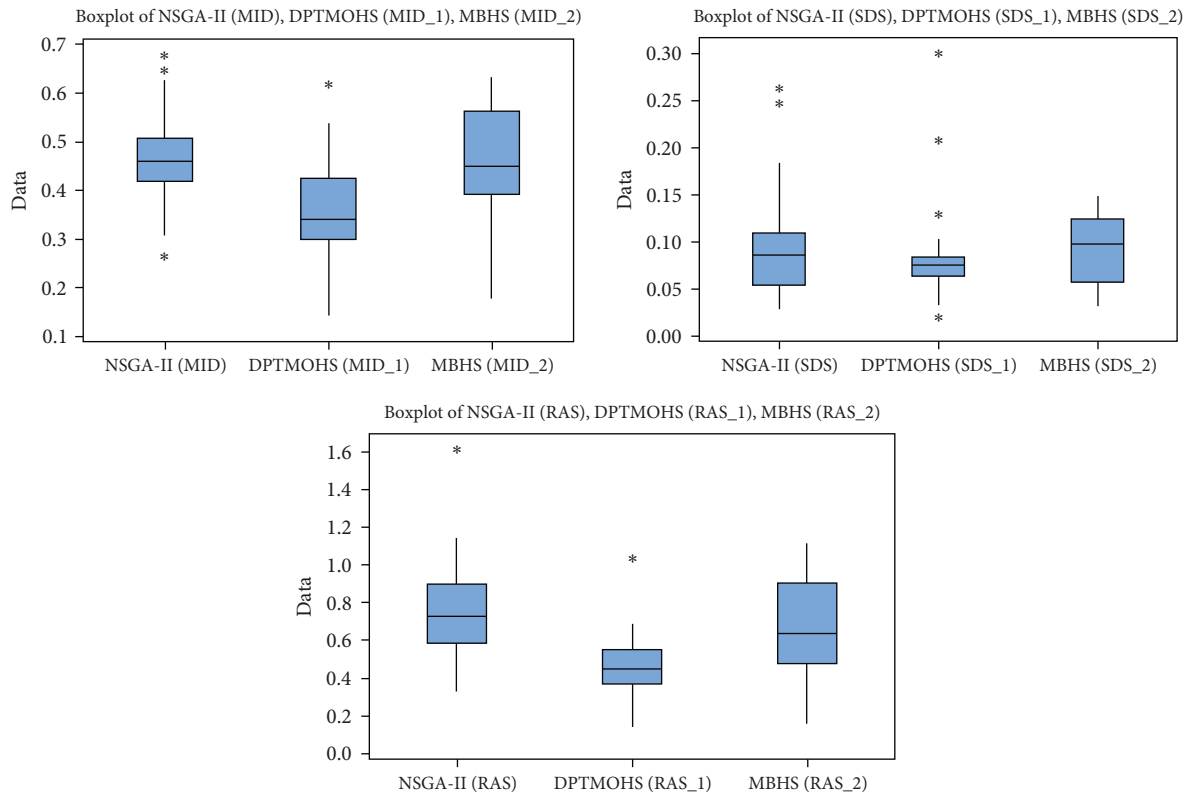 Boxplot of NSGA-II (MID), DPTMOHS (MID_1), MBHS (MID_2)
0.7
0.6
0.5
0.4
0.3
0.2
0.1
Data
NSGA-II (MID) DPTMOHS (MID_1) MBHS (MID_2)
Boxplot of NSGA-II (SDS), DPTMOHS (SDS_1), MBHS (SDS_2)
0.30
0.25
0.20
0.15
0.10
0.05
0.00
Data
NSGA-II (SDS) DPTMOHS (SDS_1) MBHS (SDS_2)
Boxplot of NSGA-II (RAS), DPTMOHS (RAS_1), MBHS (RAS_2)
1.6
1.4
1.2
1.0
0.8
0.6
0.4
0.2
0.0
Data
NSGA-II (RAS) DPTMOHS (RAS_1) MBHS (RAS_2)